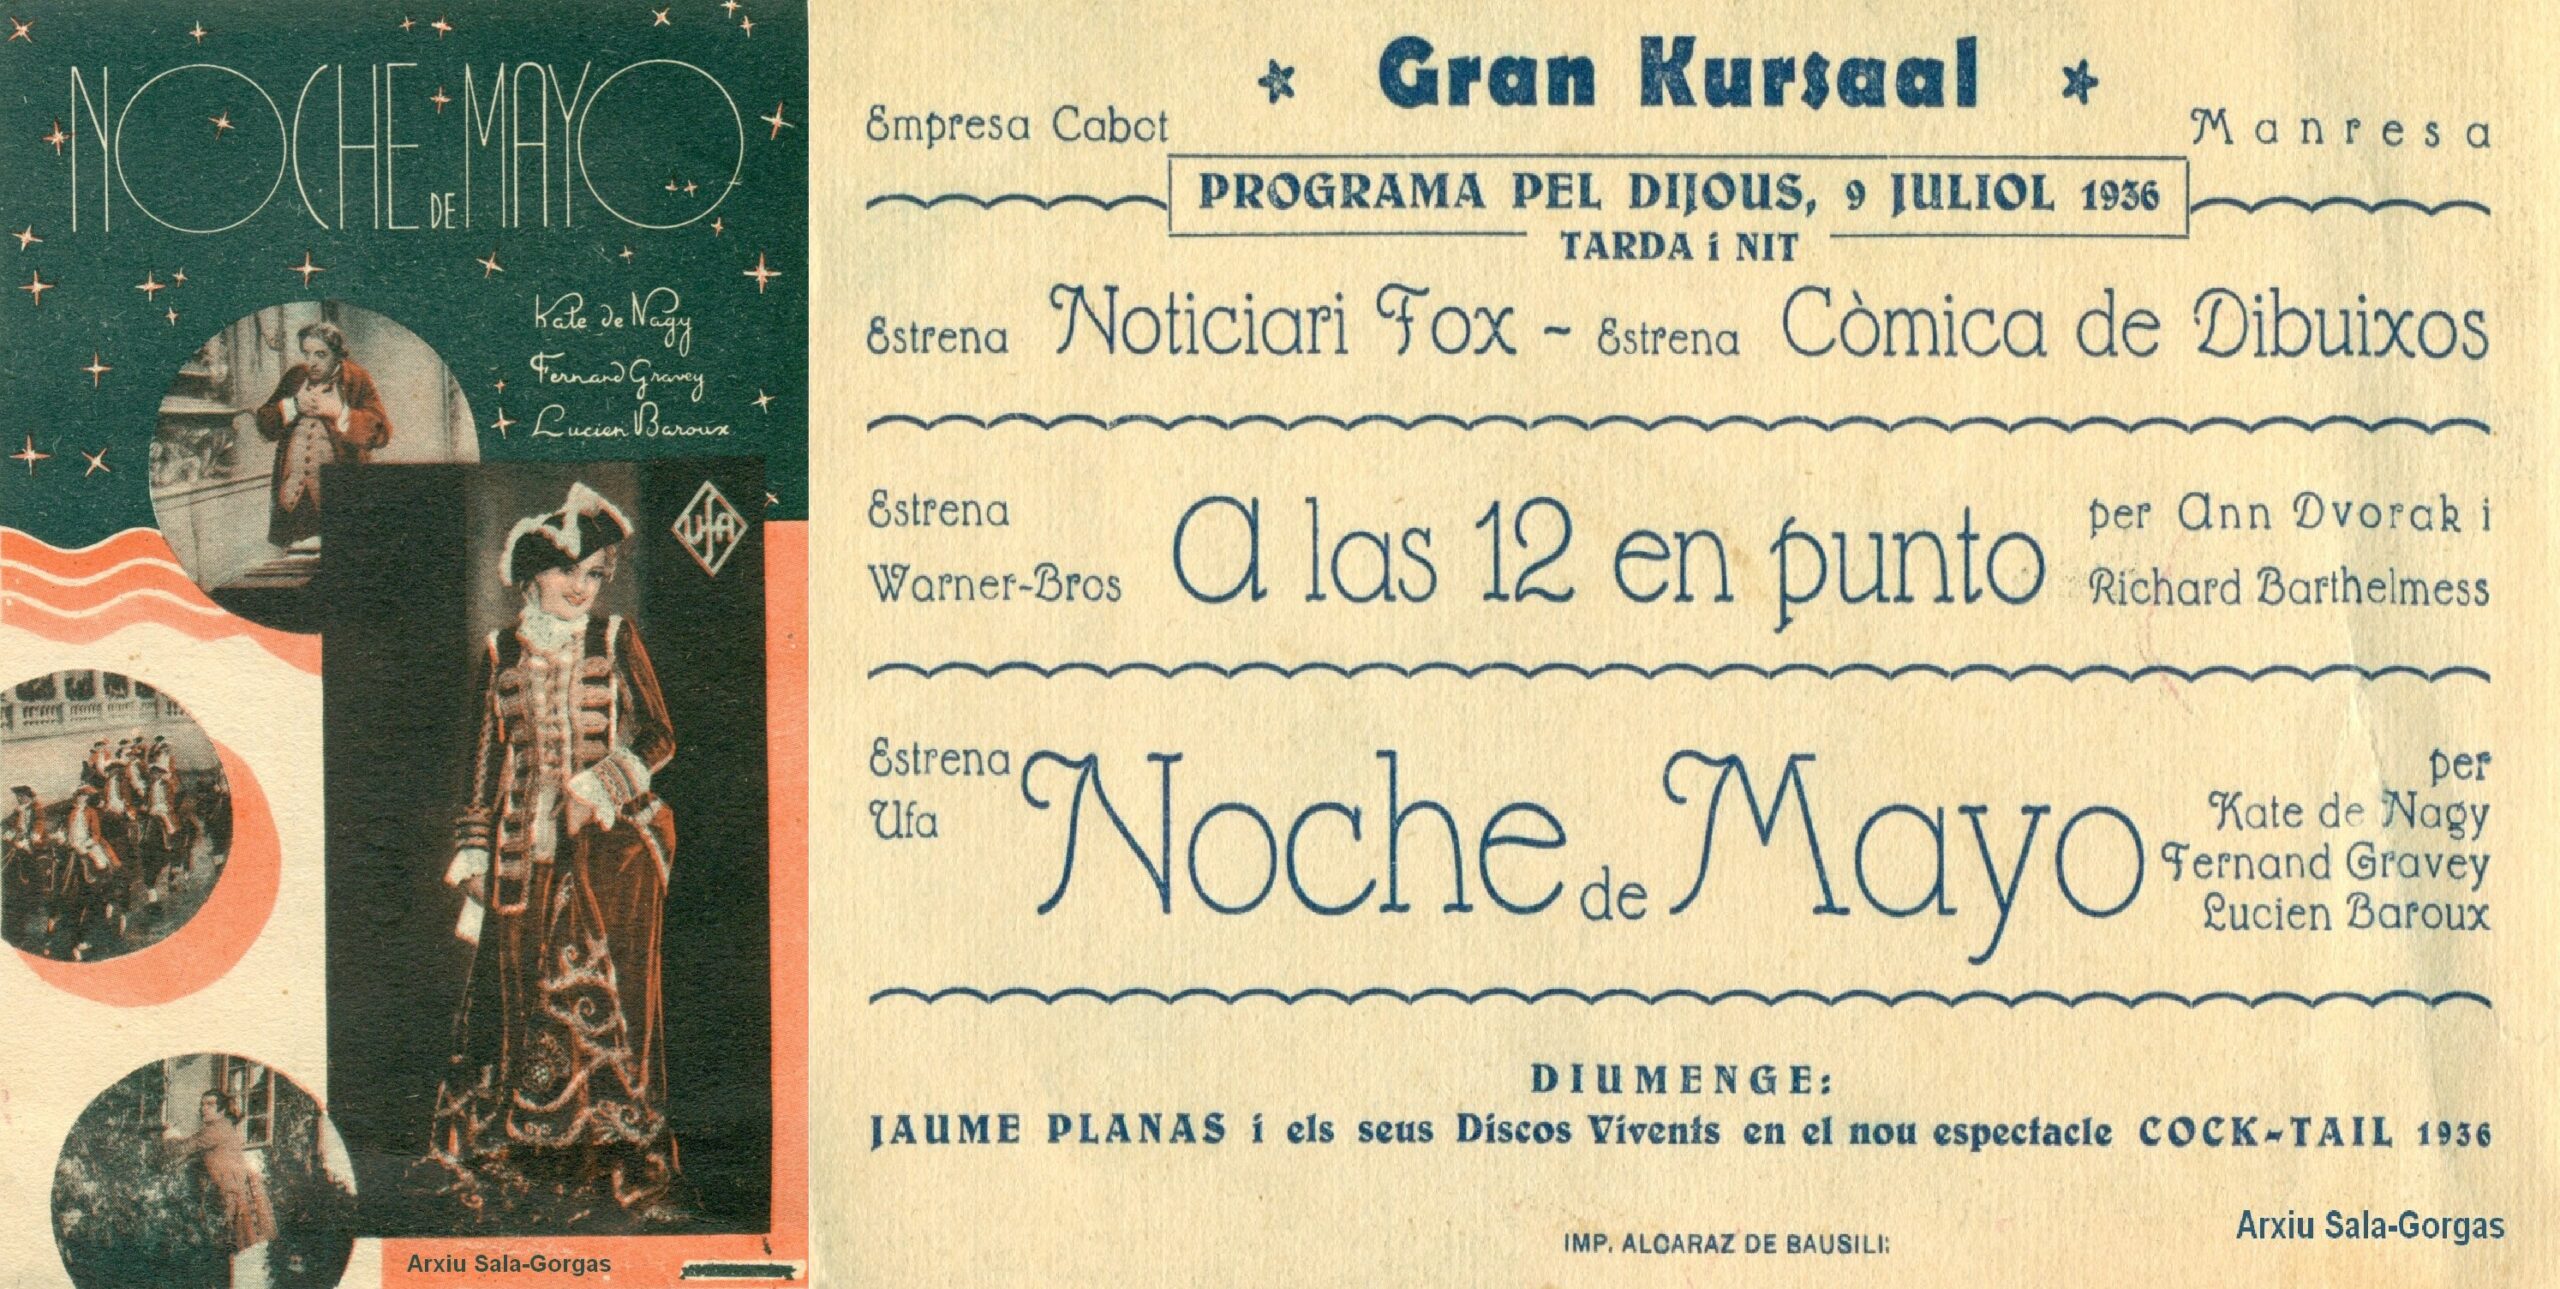 NOCHE DE MAYO
Kate de Nagy
Fernand Gravey
Lucien Baroux
UFA
Arxiu Sala-Gorgas
Gran Kursaal
Empresa Cabot
Manresa
PROGRAMA PEL DIJOUS, 9 JULIOL 1936
TARDA i NIT
Estrena Noticiari Fox - Estrena Còmica de Dibuixos
Estrena
Warner-Bros
A las 12 en punto
per Ann Dvorak i
Richard Barthelmess
Estrena
Ufa
Noche de Mayo
per
Kate de Nagy
Fernand Gravey
Lucien Baroux
DIUMENGE:
JAUME PLANAS i els seus Discos Vivents en el nou espectacle COCK-TAIL 1936
IMP. ALCARAZ DE BAUSILI:
Arxiu Sala-Gorgas